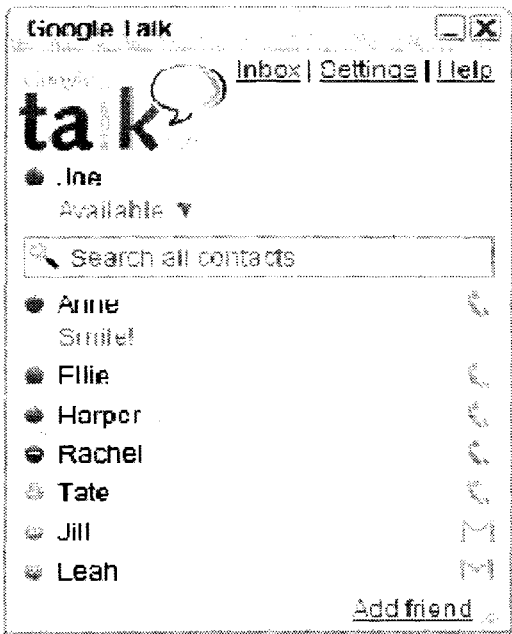 Google Talk
Inbox | Settings | Help
Google
talk
Joe
Available
Search all contacts
Anne
Smile!
Ellie
Harper
Rachel
Tate
Jill
Leah
Add friend